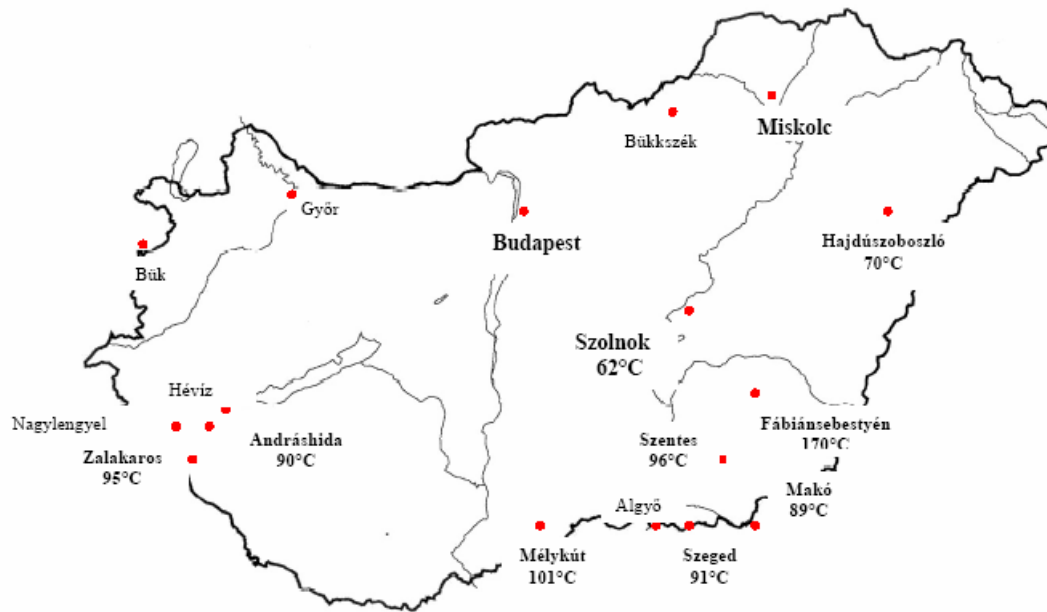 Bükkszék
Miskolc
Győr
Budapest
Hajdúszoboszló
70°C
Bük
Szolnok
62°C
Hévíz
Nagylengyel
Andráshida
90°C
Zalakaros
95°C
Fábiánsebestyén
170°C
Szentes
96°C
Makó
89°C
Algyő
Mélykút
101°C
Szeged
91°C